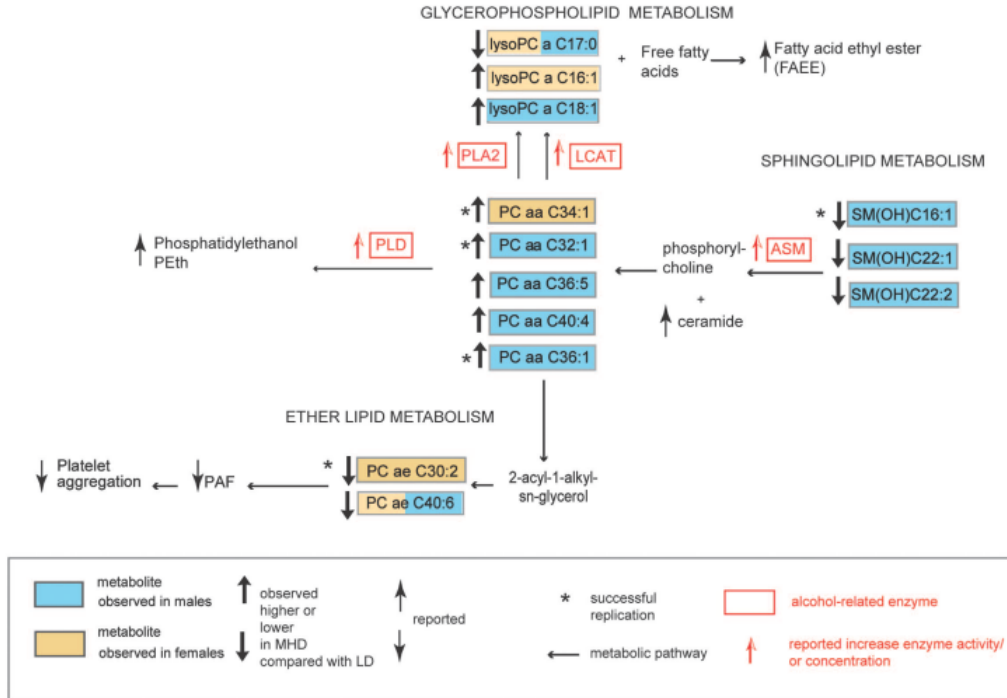 GLYCEROPHOSPHOLIPID METABOLISM
lysoPC a C17:0
lysoPC a C16:1
lysoPC a C18:1
+
Free fatty
acids
Fatty acid ethyl ester
(FAEE)
PLA2
LCAT
SPHINGOLIPID METABOLISM
* PC aa C34:1
* PC aa C32:1
PC aa C36:5
PC aa C40:4
* PC aa C36:1
Phosphatidylethanol
PEth
PLD
phosphoryl-
choline
+
ceramide
ASM
* SM(OH)C16:1
SM(OH)C22:1
SM(OH)C22:2
ETHER LIPID METABOLISM
Platelet
aggregation
PAF
* PC ae C30:2
PC ae C40:6
2-acyl-1-alkyl-
sn-glycerol
metabolite
observed in males
metabolite
observed in females
observed
higher or
lower
in MHD
compared with LD
reported
* successful
replication
metabolic pathway
alcohol-related enzyme
reported increase enzyme activity/
or concentration